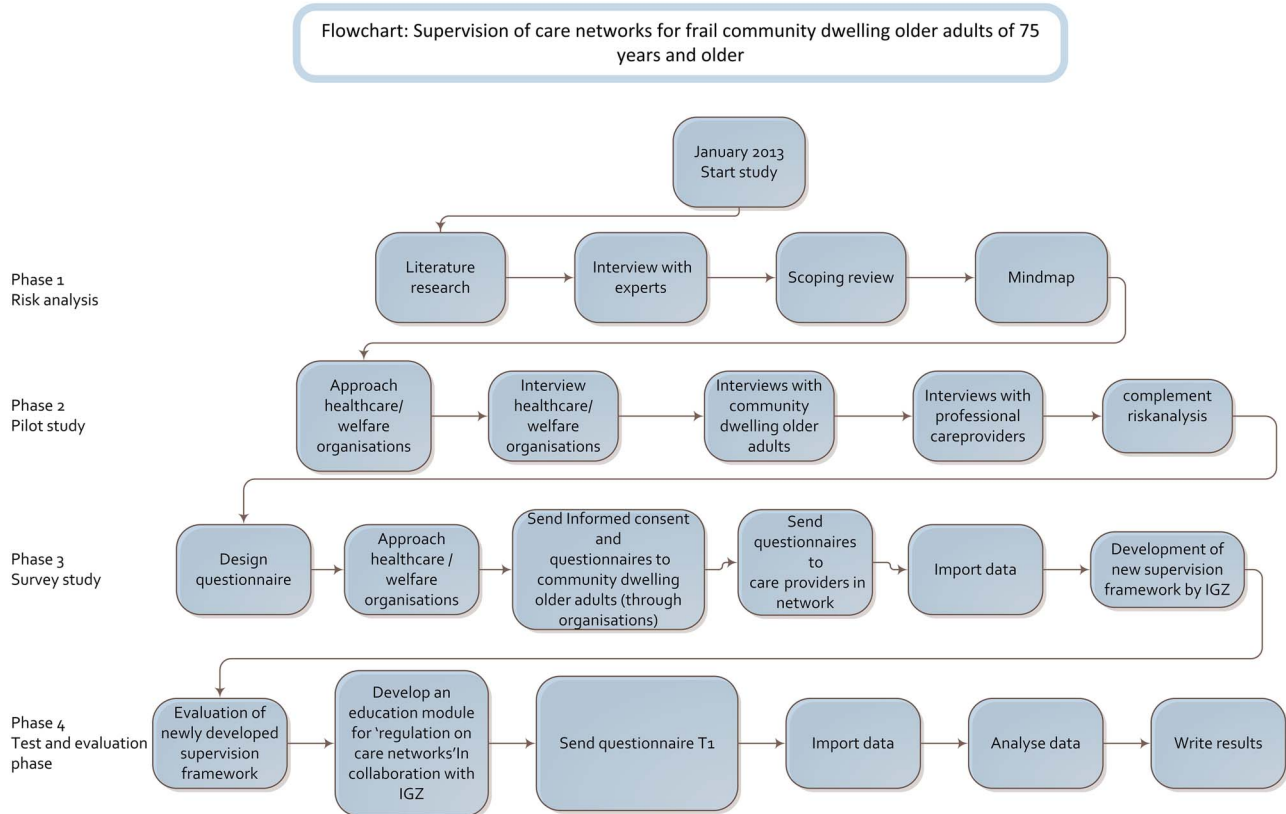 Flowchart: Supervision of care networks for frail community dwelling older adults of 75
years and older
January 2013
Start study
Phase 1
Risk analysis
Literature
research
Interview with
experts
Scoping review
Mindmap
Phase 2
Pilot study
Approach
healthcare/
welfare
organisations
Interview
healthcare/
welfare
organisations
Interviews with
community
dwelling older
adults
Interviews with
professional
careproviders
complement
riskanalysis
Phase 3
Survey study
Design
questionnaire
Approach
healthcare /
welfare
organisations
Send Informed consent
and
questionnaires to
community dwelling
older adults (through
organisations)
Send
questionnaires
to
care providers in
network
Import data
Development of
new supervision
framework by IGZ
Phase 4
Test and evaluation
phase
Evaluation of
newly developed
supervision
framework
Develop an
education module
for ‘regulation on
care networks’In
collaboration with
IGZ
Send questionnaire T1
Import data
Analyse data
Write results